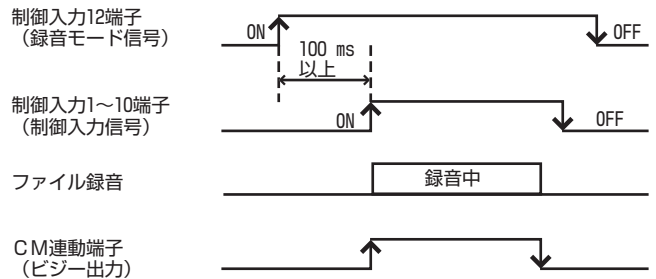 制御入力12端子
（録音モード信号）
ON
OFF
100 ms
以上
制御入力1～10端子
（制御入力信号）
ON
OFF
ファイル録音
録音中
ＣＭ連動端子
（ビジー出力）